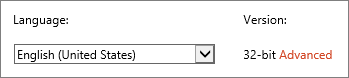 Language: Version:
English (United States) 32-bit Advanced